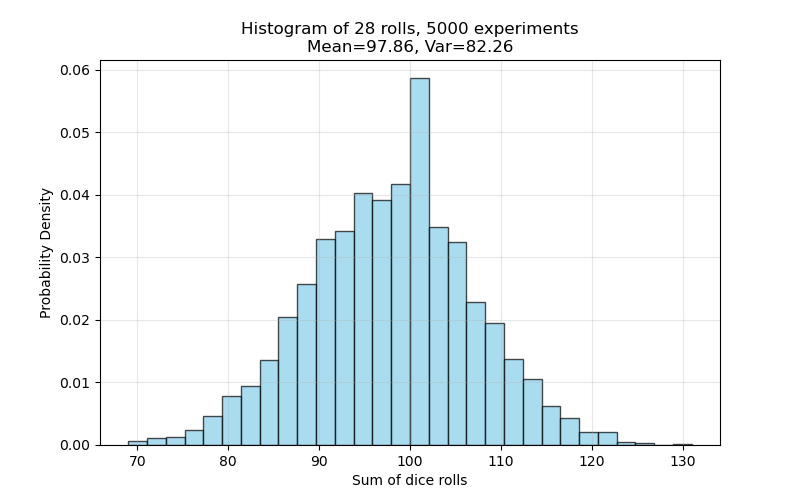 Histogram of 28 rolls, 5000 experiments
Mean=97.86, Var=82.26
0.06
0.05
0.04
0.03
0.02
0.01
0.00
Probability Density
70 80 90 100 110 120 130
Sum of dice rolls